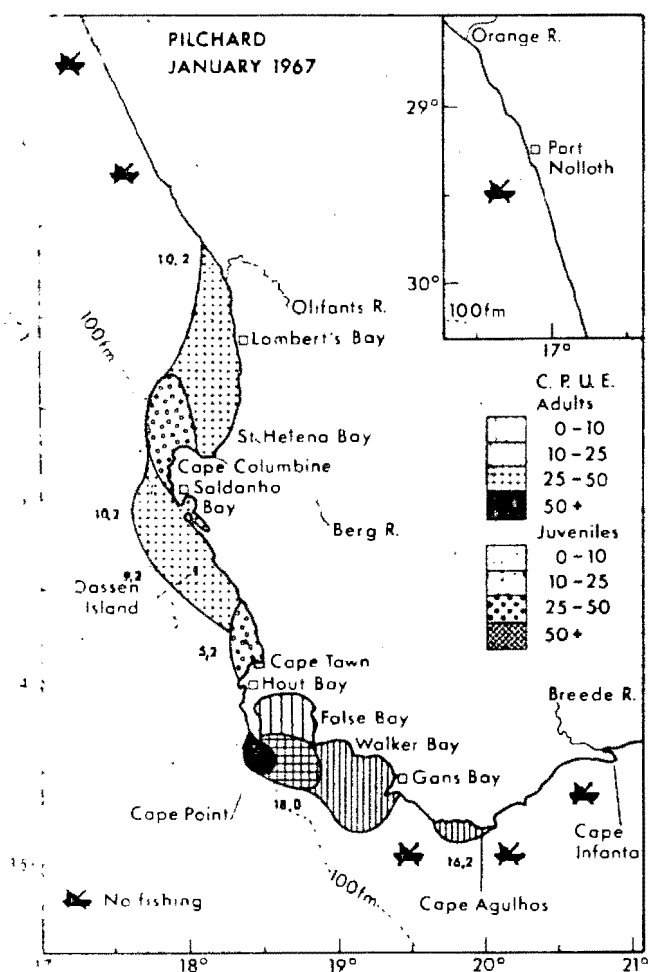 PILCHARD
JANUARY 1967
Orange R.
29°
Port
Nolloth
30°
100fm
17°
10,2
Olifants R.
100fm
Lombert's Bay
C. P. U. E.
Adults
0-10
10-25
25-50
50+
Juveniles
0-10
10-25
25-50
50+
St. Helena Bay
Cape Columbine
Saldanho
Bay
Berg R.
10,2
9,2
Dassen
Island
5,2
Cape Tawn
Hout Bay
Breede R.
False Bay
Walker Bay
Gans Bay
18,0
Cape Point
Cape
Infanta
16,2
100fm.
No fishing
Cape Agulhos
18°
19°
20°
21°